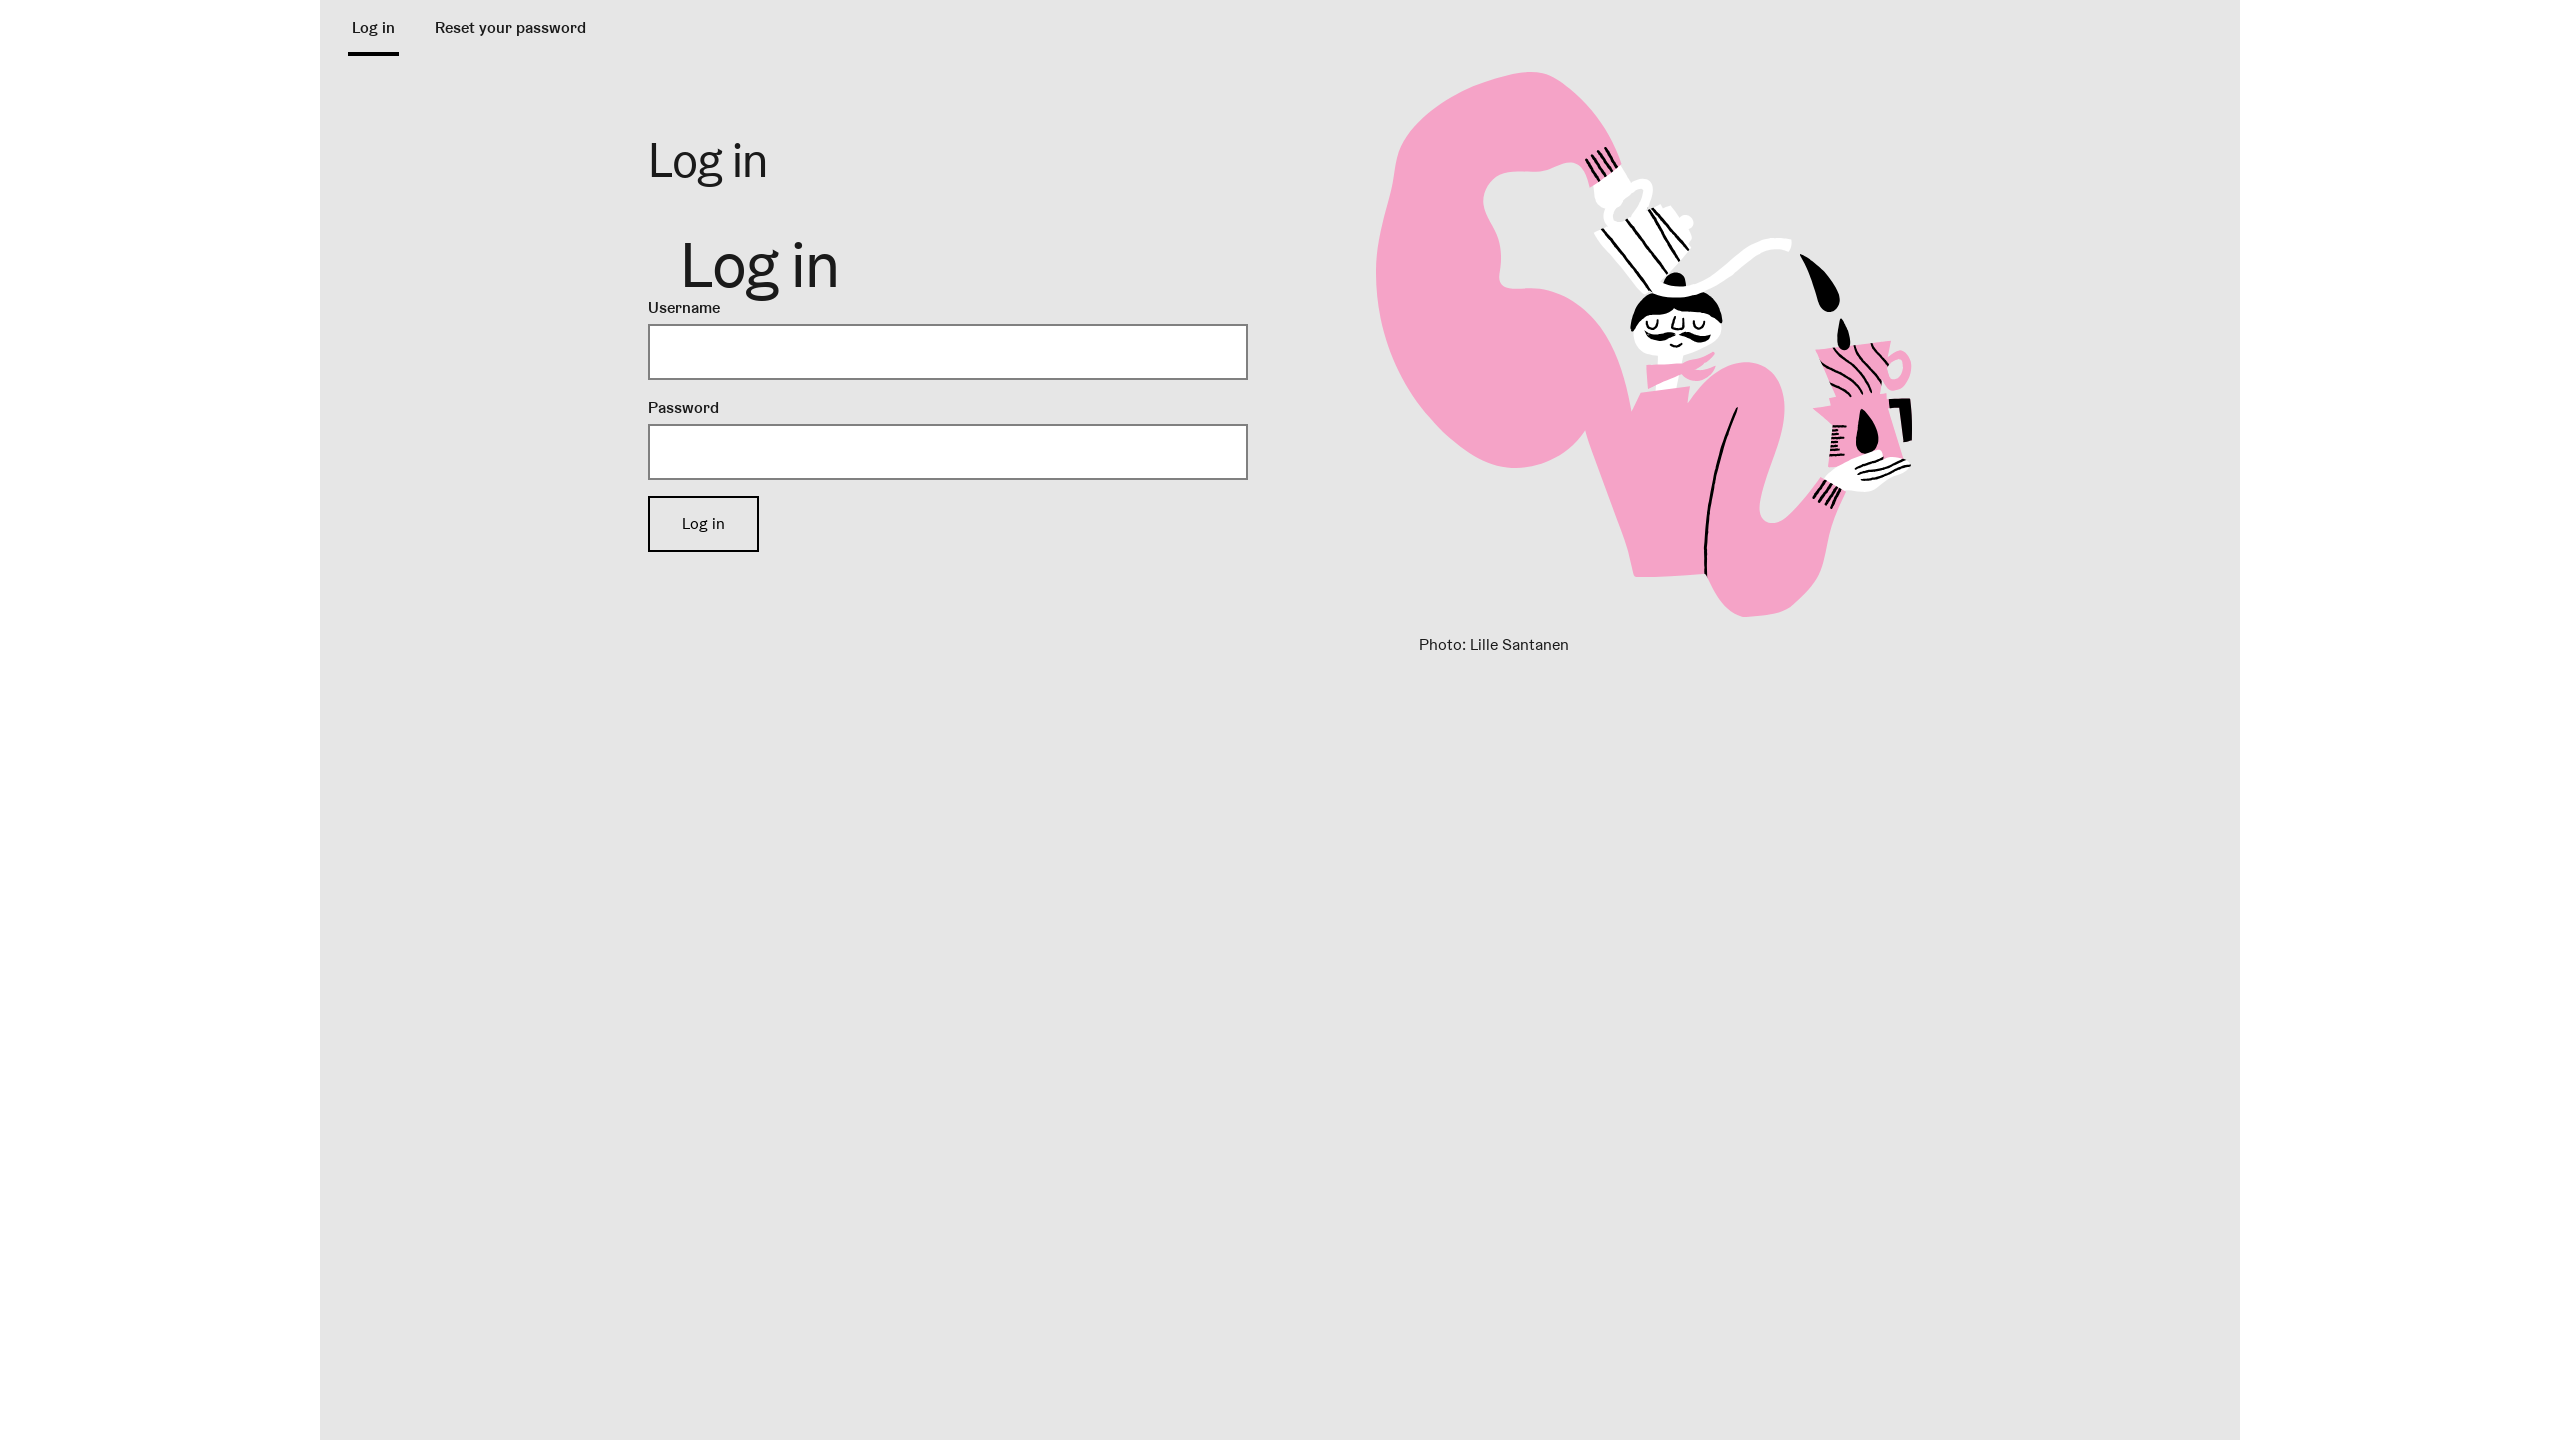 Log in
Reset your password
Log in
Log in
Username
Password
Log in
Photo: Lille Santanen